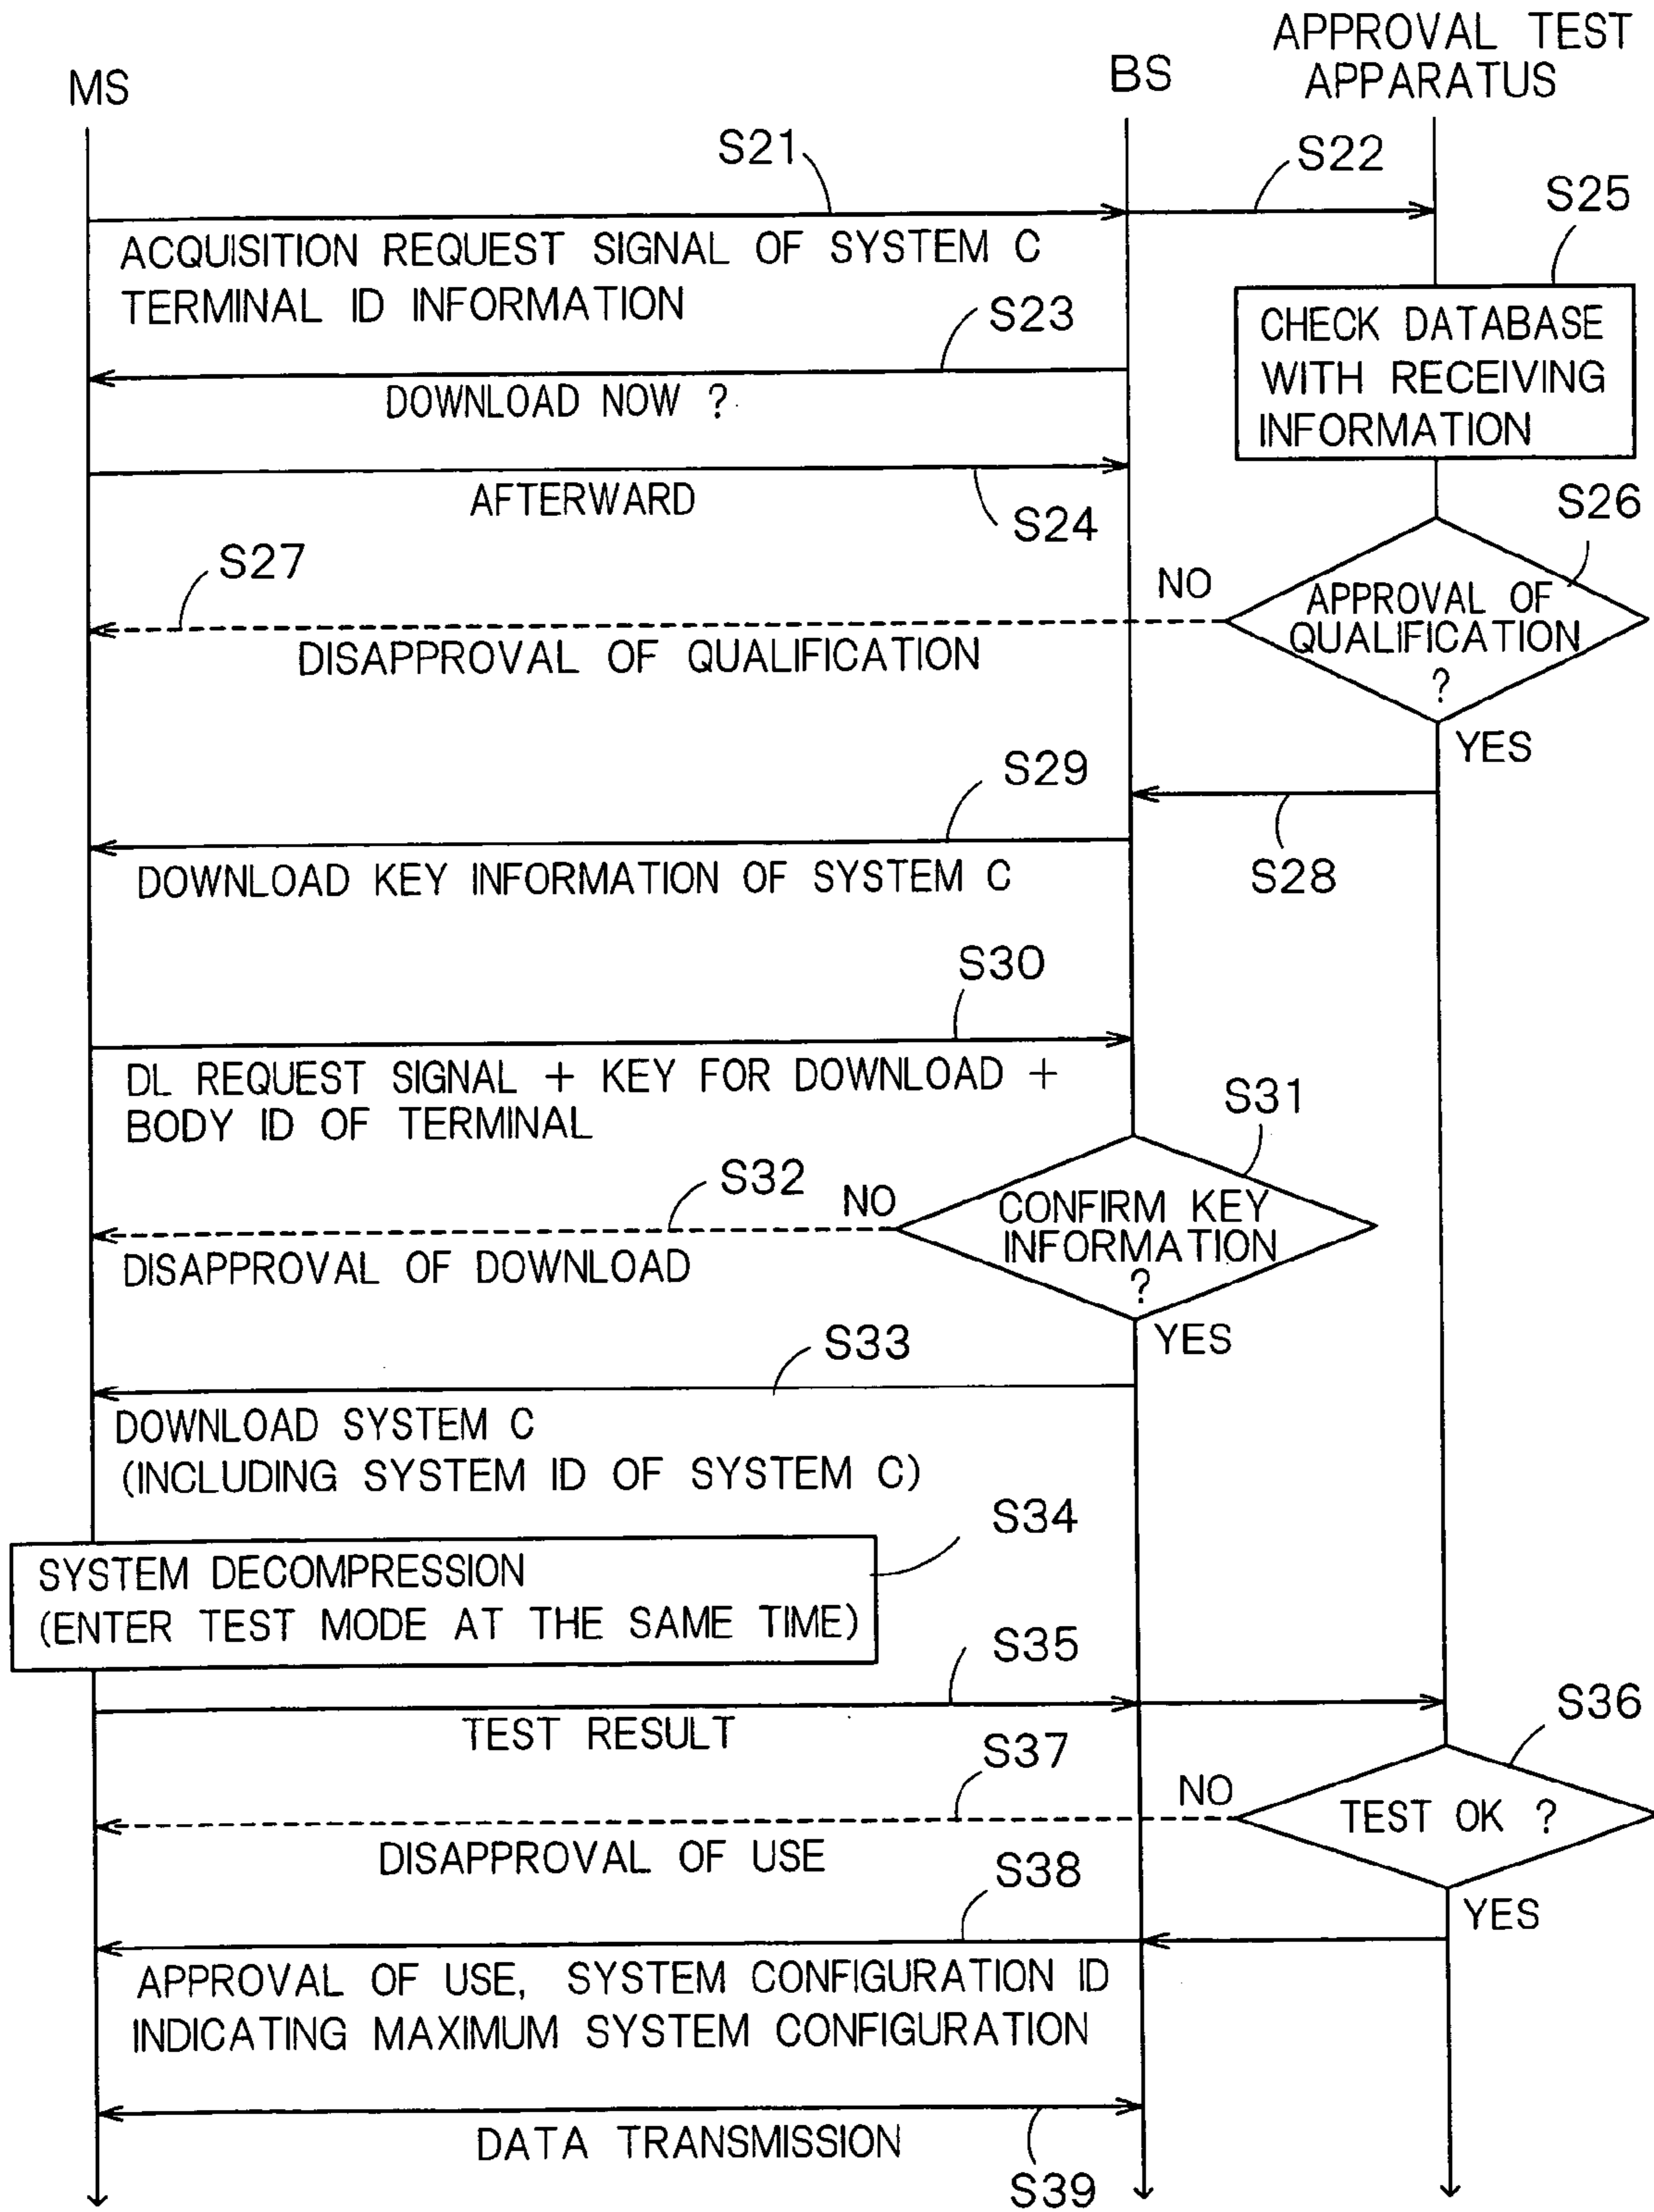 APPROVAL TEST
APPARATUS
MS
BS
S21
S22
S25
ACQUISITION REQUEST SIGNAL OF SYSTEM C
TERMINAL ID INFORMATION
S23
CHECK DATABASE
WITH RECEIVING
INFORMATION
DOWNLOAD NOW ?
AFTERWARD
S24
S26
S27
NO
APPROVAL OF
QUALIFICATION
?
DISAPPROVAL OF QUALIFICATION
YES
S29
DOWNLOAD KEY INFORMATION OF SYSTEM C
S28
S30
DL REQUEST SIGNAL + KEY FOR DOWNLOAD +
BODY ID OF TERMINAL
S31
S32
NO
CONFIRM KEY
INFORMATION
?
DISAPPROVAL OF DOWNLOAD
YES
S33
DOWNLOAD SYSTEM C
(INCLUDING SYSTEM ID OF SYSTEM C)
S34
SYSTEM DECOMPRESSION
(ENTER TEST MODE AT THE SAME TIME)
S35
TEST RESULT
S36
S37
NO
TEST OK ?
DISAPPROVAL OF USE
S38
YES
APPROVAL OF USE, SYSTEM CONFIGURATION ID
INDICATING MAXIMUM SYSTEM CONFIGURATION
DATA TRANSMISSION
S39